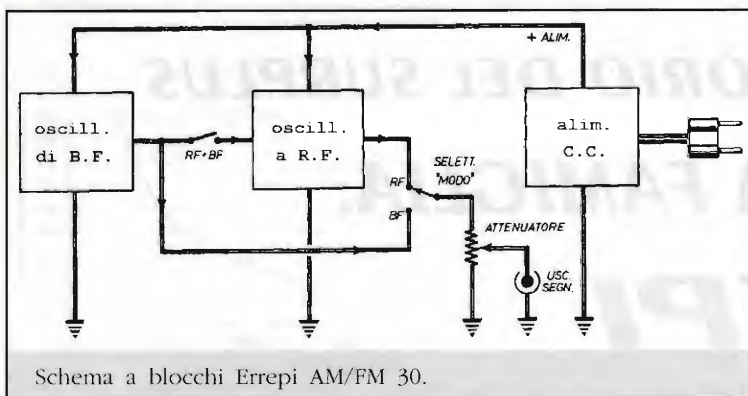 + ALIM.
oscill.
di B.F.
RF+BF
oscill.
a R.F.
SELETT.
"MODO"
RF
BF
ATTENUATORE
USC.
SEGN.
alim.
C.C.
Schema a blocchi Errepi AM/FM 30.